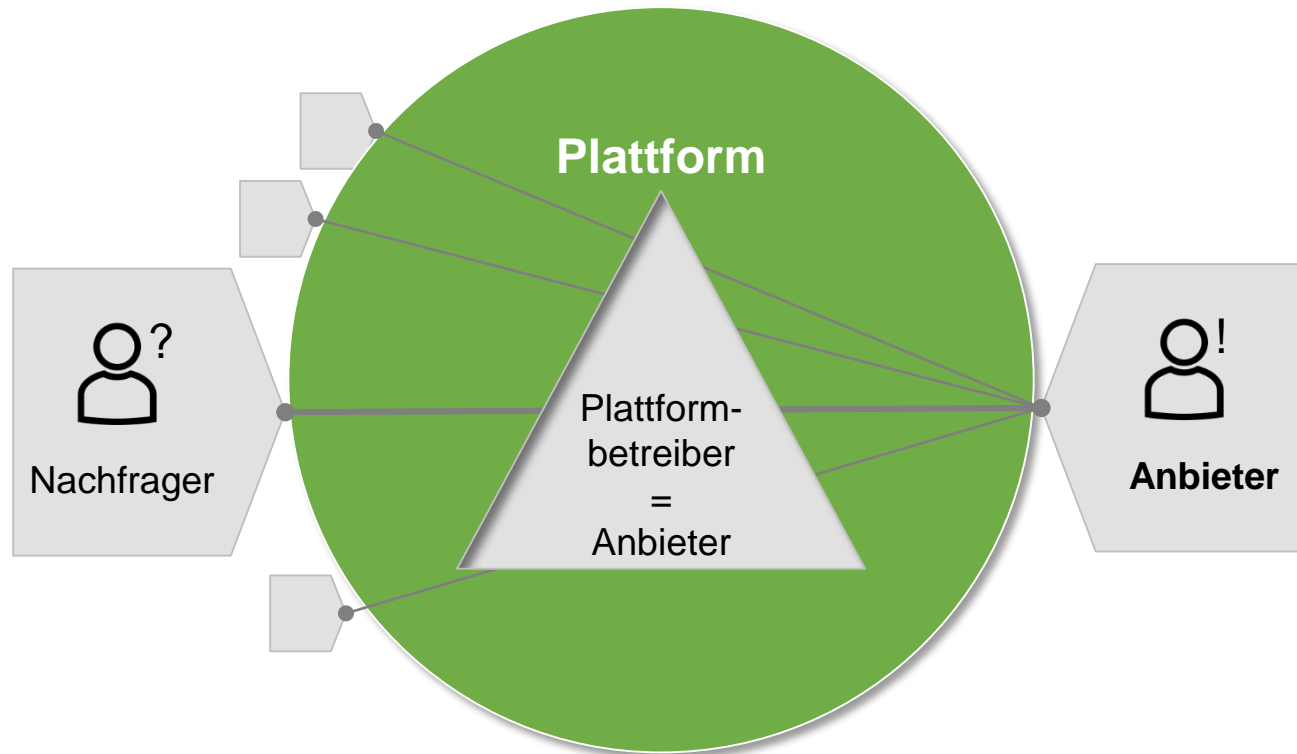 Plattform
?
Nachfrager
Plattform-
betreiber
=
Anbieter
!
Anbieter